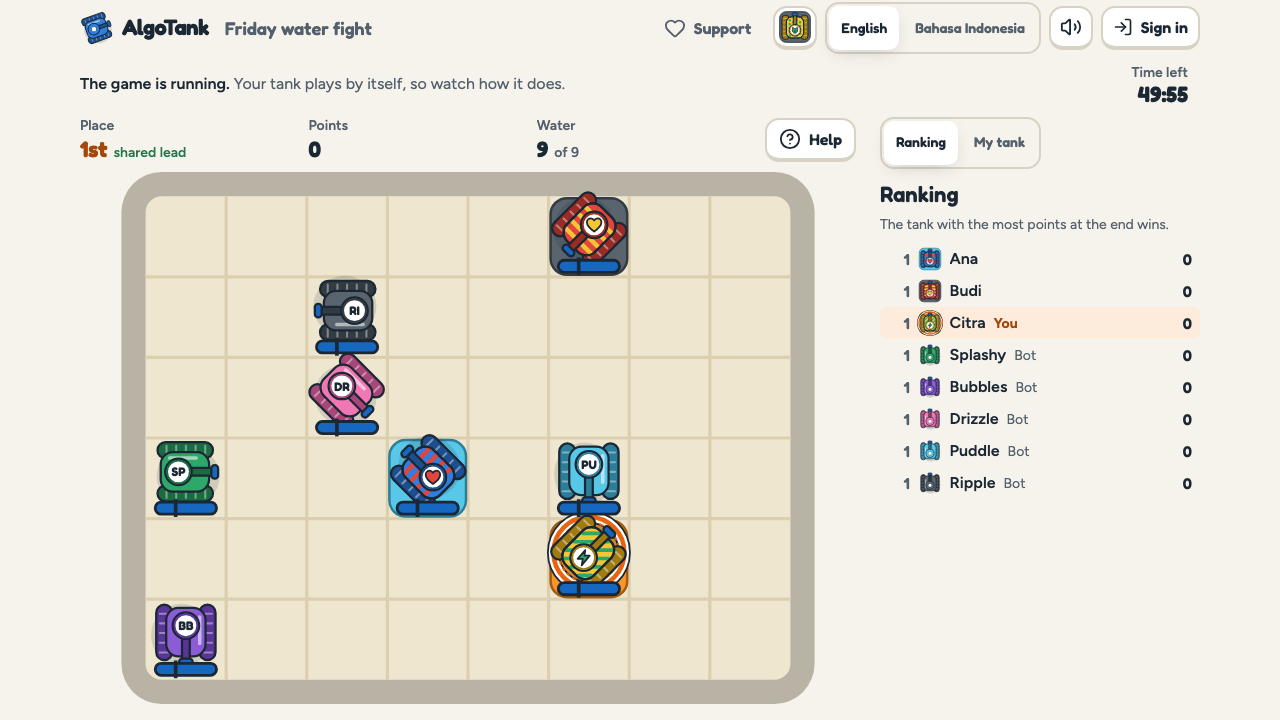 AlgoTank Friday water fight Support English Bahasa Indonesia Sign in
The game is running. Your tank plays by itself, so watch how it does.
Time left
49:55
Place Points Water
1st shared lead 0 9 of 9
Help
Ranking My tank
Ranking
The tank with the most points at the end wins.
1 Ana 0
1 Budi 0
1 Citra You 0
1 Splashy Bot 0
1 Bubbles Bot 0
1 Drizzle Bot 0
1 Puddle Bot 0
1 Ripple Bot 0
RI
DR
SP
PU
BB